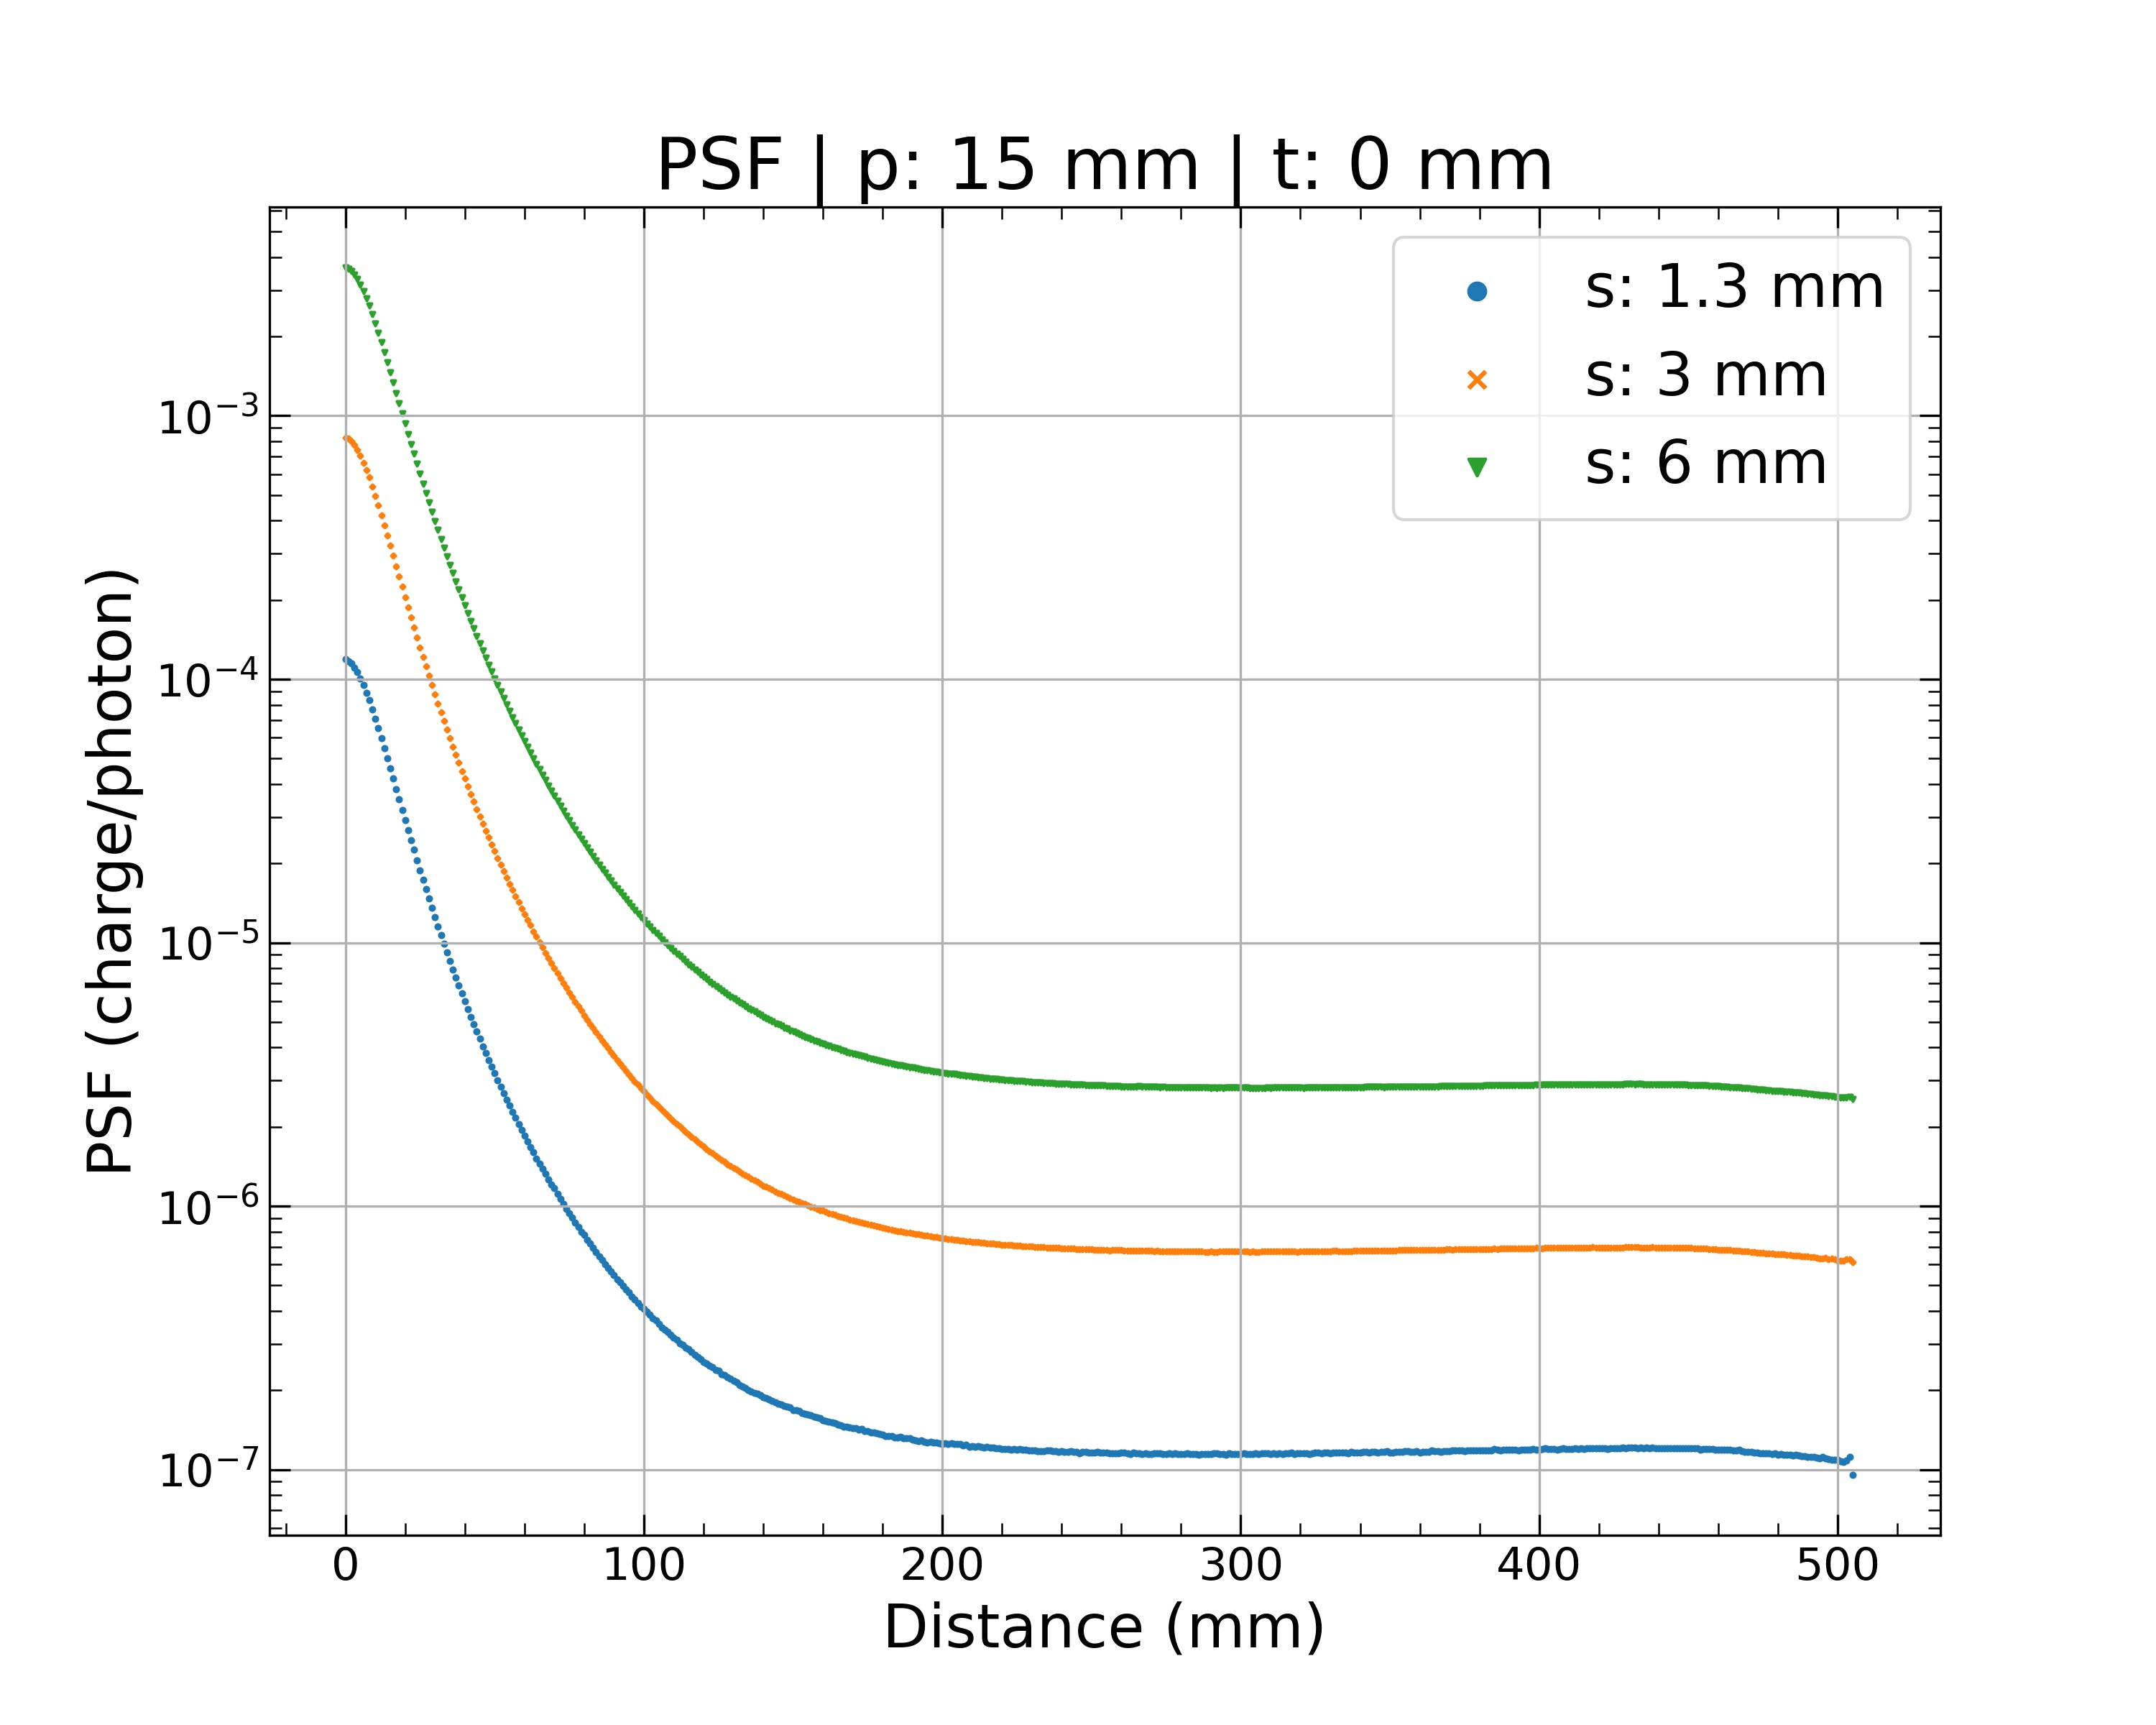 PSF | p: 15 mm | t: 0 mm
s: 1.3 mm
s: 3 mm
s: 6 mm
PSF (charge/photon)
10⁻³
10⁻⁴
10⁻⁵
10⁻⁶
10⁻⁷
0 100 200 300 400 500
Distance (mm)